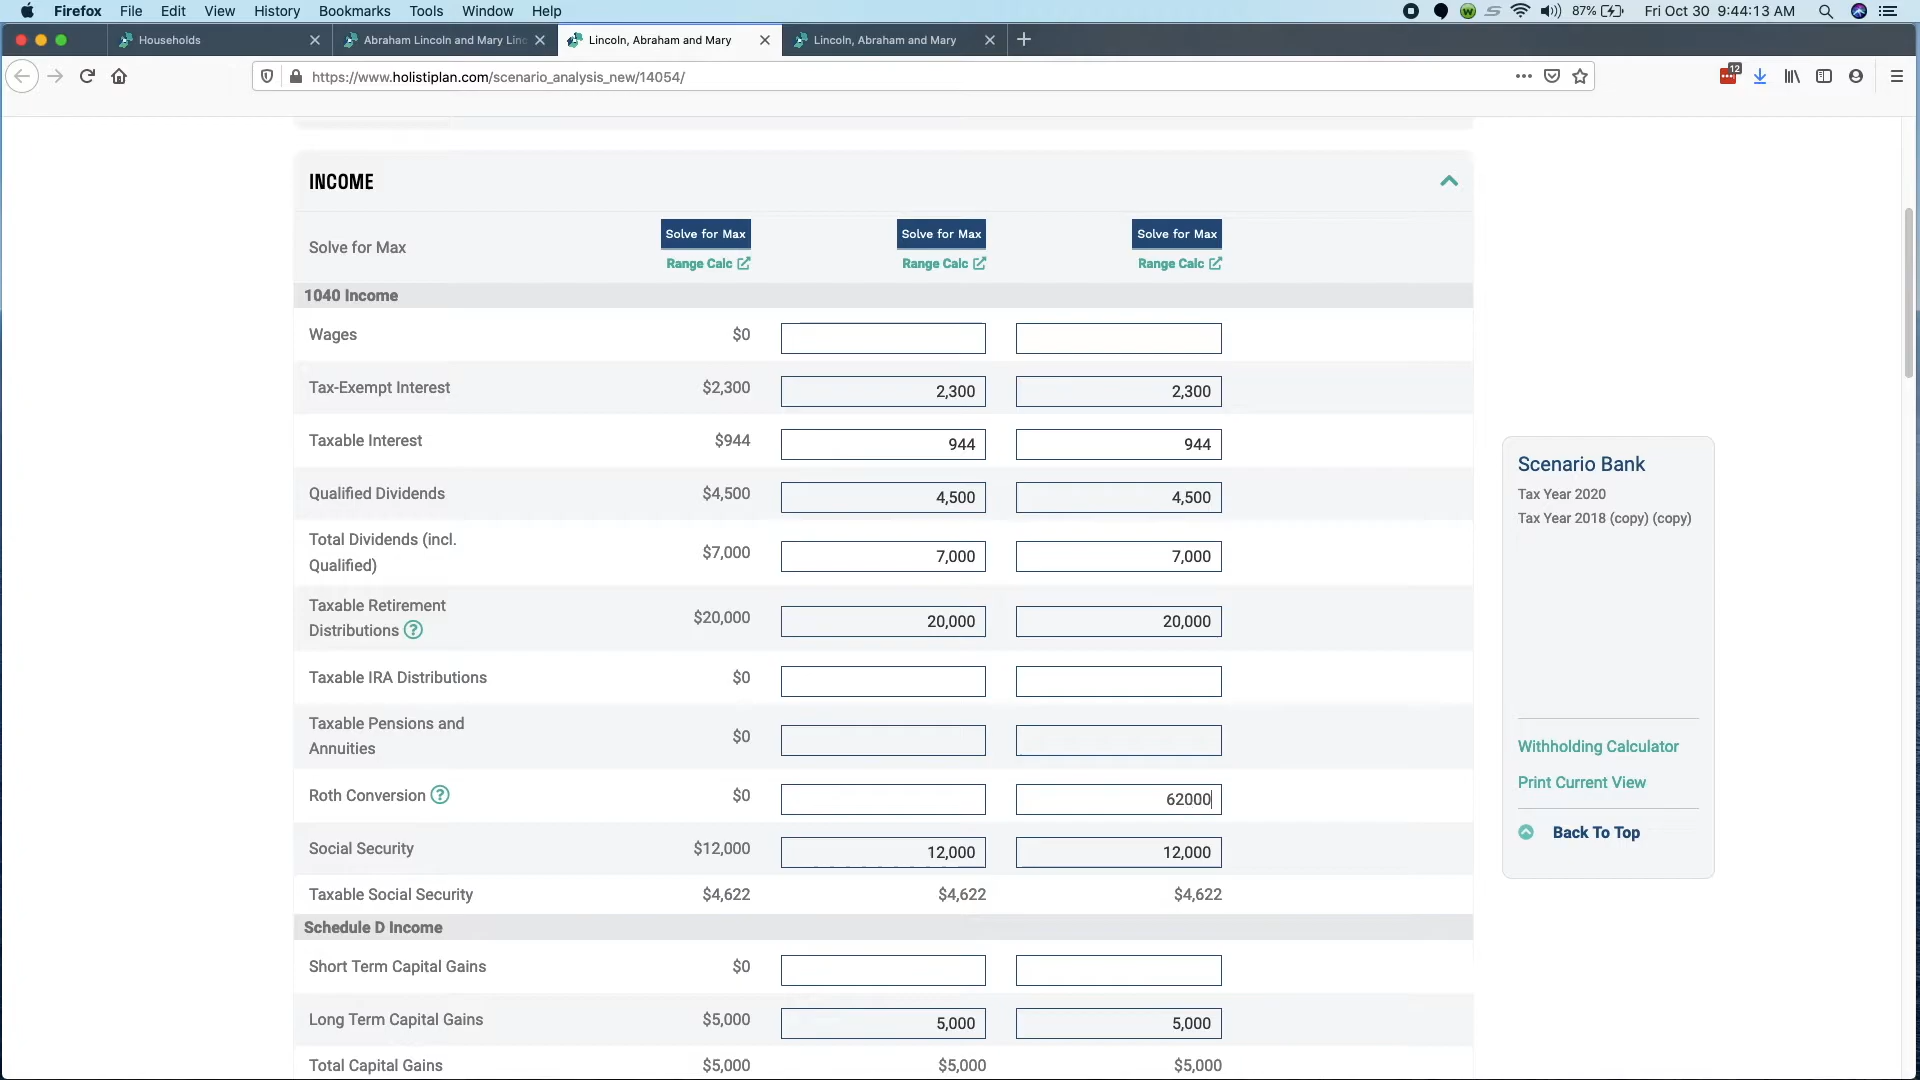 Firefox File Edit View History Bookmarks Tools Window Help 87% Fri Oct 30 9:44:13 AM
Households Abraham Lincoln and Mary Linc Lincoln, Abraham and Mary Lincoln, Abraham and Mary
https://www.holistiplan.com/scenario_analysis_new/14054/ 12
INCOME
Solve for Max Solve for Max Solve for Max Solve for Max
Range Calc Range Calc Range Calc
1040 Income
Wages $0
Tax-Exempt Interest $2,300 2,300 2,300
Taxable Interest $944 944 944
Qualified Dividends $4,500 4,500 4,500
Total Dividends (incl.
Qualified) $7,000 7,000 7,000
Taxable Retirement
Distributions ? $20,000 20,000 20,000
Taxable IRA Distributions $0
Taxable Pensions and
Annuities $0
Roth Conversion ? $0 62000
Social Security $12,000 12,000 12,000
Taxable Social Security $4,622 $4,622 $4,622
Schedule D Income
Short Term Capital Gains $0
Long Term Capital Gains $5,000 5,000 5,000
Total Capital Gains $5,000 $5,000 $5,000
Scenario Bank
Tax Year 2020
Tax Year 2018 (copy) (copy)
Withholding Calculator
Print Current View
Back To Top